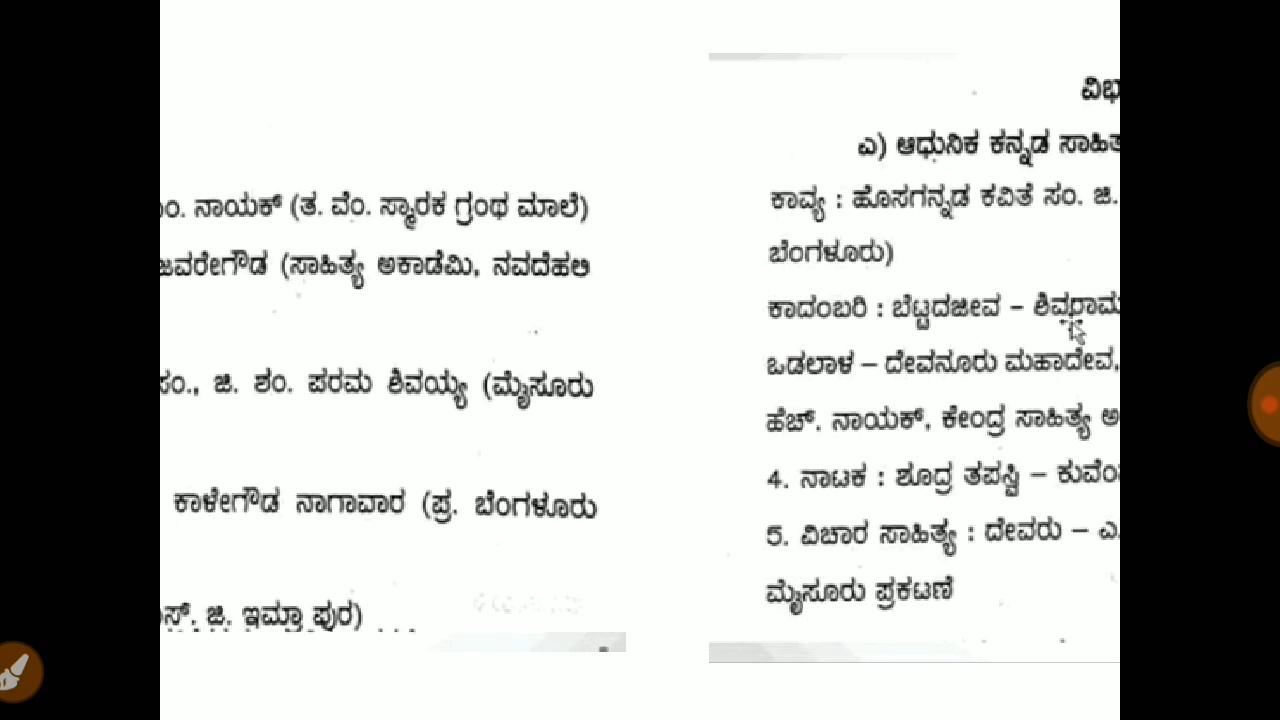 ನಾಯಕ್ (ತ. ವೆಂ. ಸ್ಮಾರಕ ಗ್ರಂಥ ಮಾಲೆ)
ಜವರೇಗೌಡ (ಸಾಹಿತ್ಯ ಅಕಾಡೆಮಿ, ನವದೆಹಲಿ
ಸಂ., ಜಿ. ಶಂ. ಪರಮ ಶಿವಯ್ಯ (ಮೈಸೂರು
ಕಾಳೇಗೌಡ ನಾಗಾವಾರ (ಪ್ರ. ಬೆಂಗಳೂರು
ಜಿ. ಇಮ್ರಾ ಪುರ)
ಎ) ಆಧುನಿಕ ಕನ್ನಡ
ಕಾವ್ಯ : ಹೊಸಗನ್ನಡ ಕವಿತೆ ಸಂ. ಜಿ.
ಬೆಂಗಳೂರು)
ಕಾದಂಬರಿ : ಬೆಟ್ಟದಜೀವ –
ಒಡಲಾಳ – ದೇವನೂರು ಮಹಾದೇವ,
ಹೆಚ್. ನಾಯಕ್, ಕೇಂದ್ರ ಸಾಹಿತ್ಯ ಅ
4. ನಾಟಕ : ಶೂದ್ರ ತಪಸ್ವಿ –
5. ವಿಚಾರ ಸಾಹಿತ್ಯ : ದೇವರು – ಎ
ಮೈಸೂರು ಪ್ರಕಟಣೆ